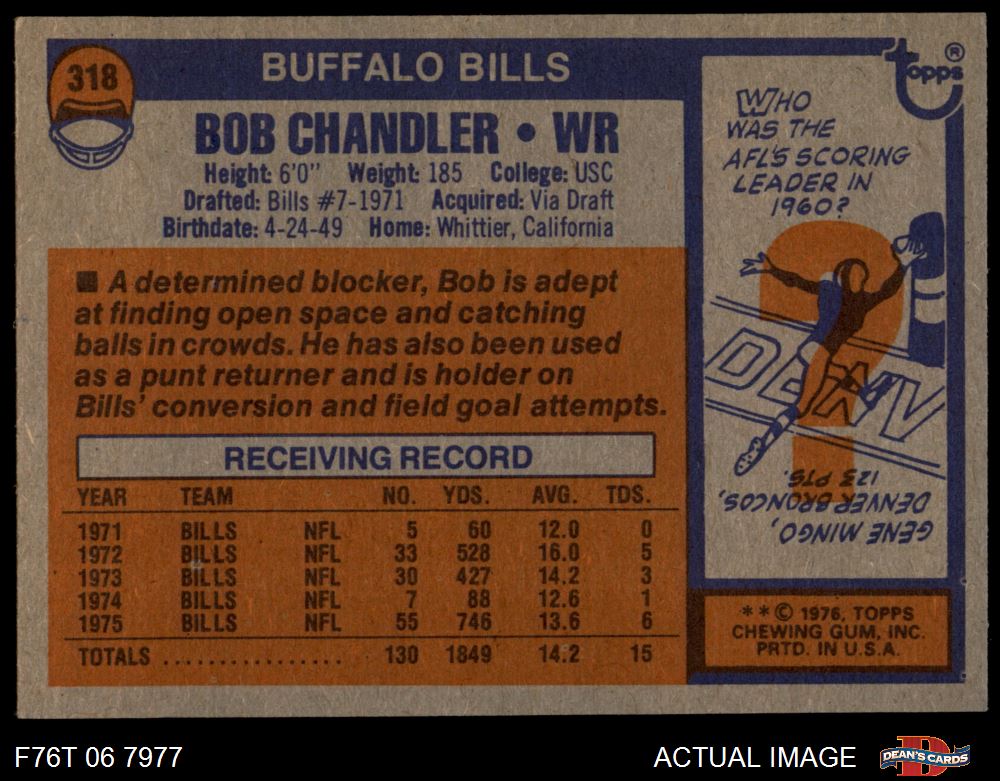 318
BUFFALO BILLS
BOB CHANDLER • WR
Height: 6'0" Weight: 185 College: USC
Drafted: Bills #7-1971 Acquired: Via Draft
Birthdate: 4-24-49 Home: Whittier, California
■ A determined blocker, Bob is adept
at finding open space and catching
balls in crowds. He has also been used
as a punt returner and is holder on
Bills' conversion and field goal attempts.
RECEIVING RECORD
YEAR TEAM NO. YDS. AVG. TDS.
1971 BILLS NFL 5 60 12.0 0
1972 BILLS NFL 33 528 16.0 5
1973 BILLS NFL 30 427 14.2 3
1974 BILLS NFL 7 88 12.6 1
1975 BILLS NFL 55 746 13.6 6
TOTALS .................. 130 1849 14.2 15
Topps ®
WHO
WAS THE
AFL'S SCORING
LEADER IN
1960?
DENV
GENE MINGO,
DENVER BRONCOS,
123 PTS.
* * © 1976, TOPPS
CHEWING GUM, INC.
PRTD. IN U.S.A.
F76T 06 7977
ACTUAL IMAGE
DEAN'S CARDS